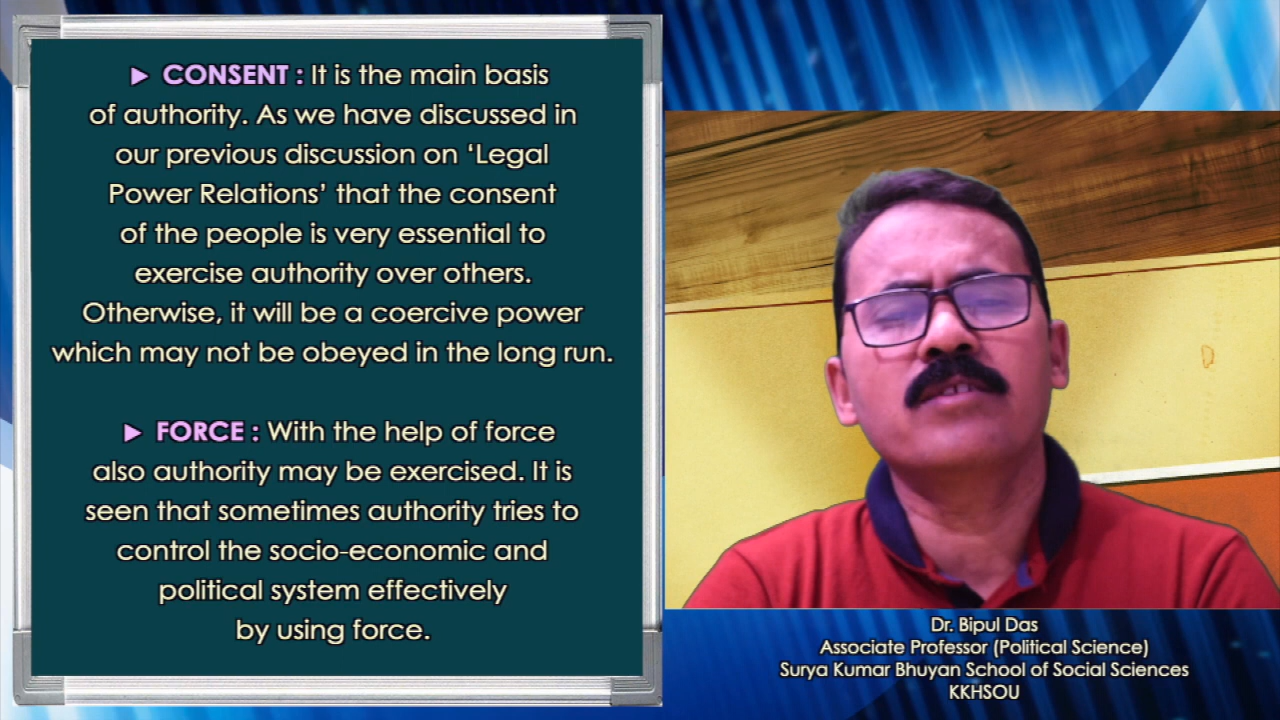 ► CONSENT : It is the main basis
of authority. As we have discussed in
our previous discussion on ‘Legal
Power Relations’ that the consent
of the people is very essential to
exercise authority over others.
Otherwise, it will be a coercive power
which may not be obeyed in the long run.
► FORCE : With the help of force
also authority may be exercised. It is
seen that sometimes authority tries to
control the socio-economic and
political system effectively
by using force.
Dr. Bipul Das
Associate Professor (Political Science)
Surya Kumar Bhuyan School of Social Sciences
KKHSOU